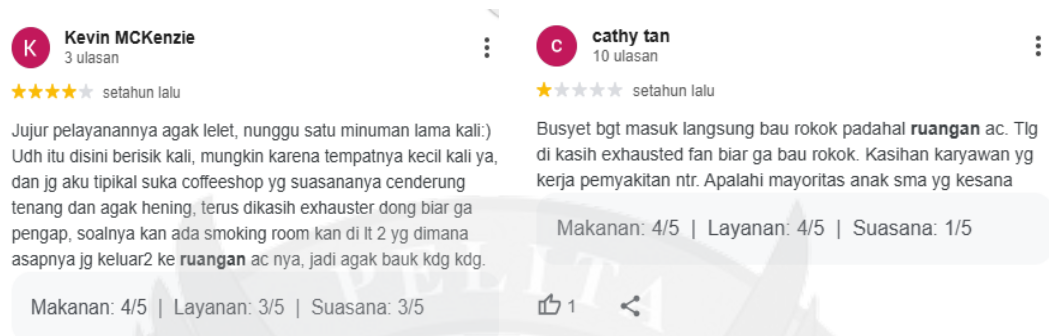 K
Kevin MCKenzie
3 ulasan
setahun lalu
Jujur pelayanannya agak lelet, nunggu satu minuman lama kali:)
Udh itu disini berisik kali, mungkin karena tempatnya kecil kali ya,
dan jg aku tipikal suka coffeeshop yg suasananya cenderung
tenang dan agak hening, terus dikasih exhauster dong biar ga
pengap, soalnya kan ada smoking room kan di lt 2 yg dimana
asapnya jg keluar2 ke ruangan ac nya, jadi agak bauk kdg kdg.
Makanan: 4/5 | Layanan: 3/5 | Suasana: 3/5
c
cathy tan
10 ulasan
setahun lalu
Busyet bgt masuk langsung bau rokok padahal ruangan ac. Tlg
di kasih exhausted fan biar ga bau rokok. Kasihan karyawan yg
kerja pemyakitan ntr. Apalahi mayoritas anak sma yg kesana
Makanan: 4/5 | Layanan: 4/5 | Suasana: 1/5
1
PELITA